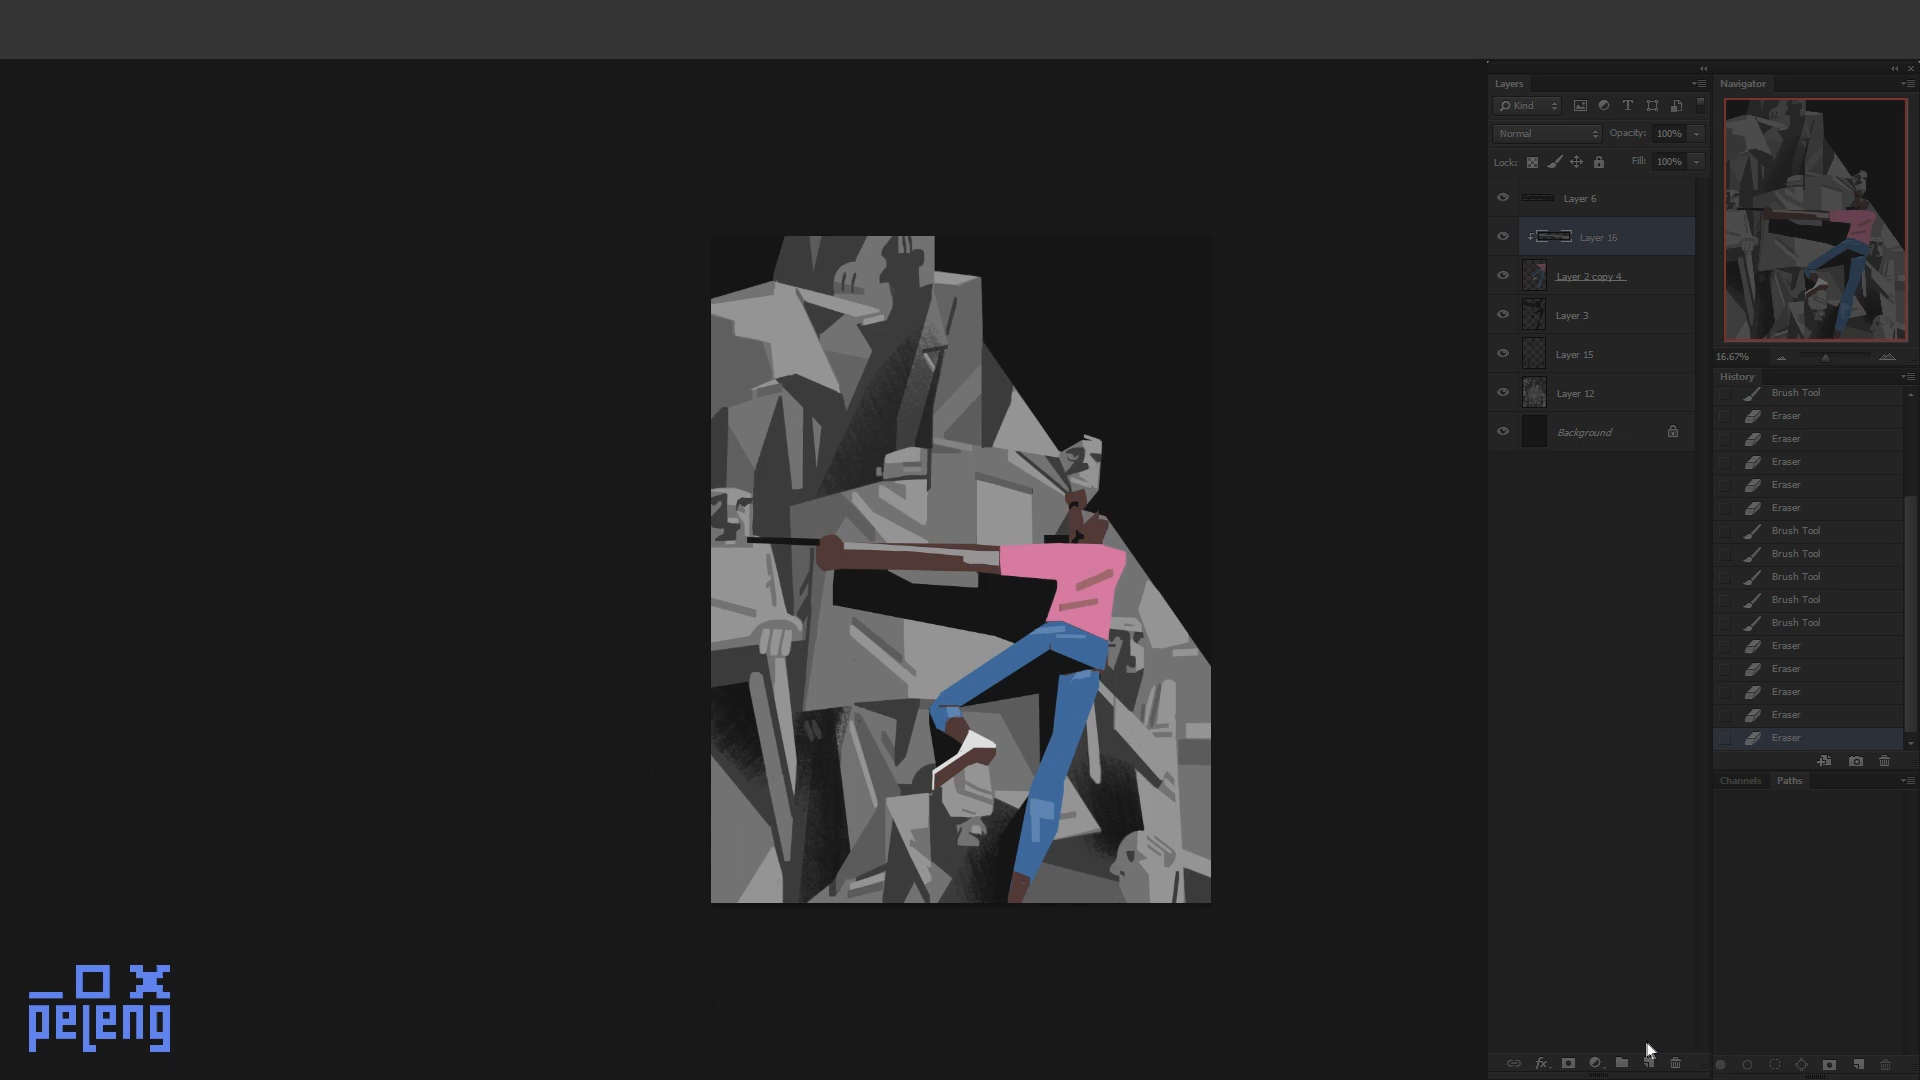 Layers
Navigator
Kind
Normal
Opacity: 100%
Lock:
Fill: 100%
Layer 6
Layer 16
Layer 2 copy 4
Layer 3
Layer 15
Layer 12
Background
16.67%
History
Brush Tool
Eraser
Eraser
Eraser
Eraser
Eraser
Brush Tool
Brush Tool
Brush Tool
Brush Tool
Brush Tool
Eraser
Eraser
Eraser
Eraser
Eraser
Channels
Paths
peleng